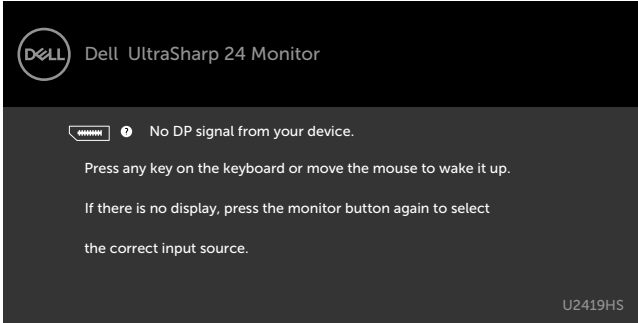 DELL
Dell UltraSharp 24 Monitor
? No DP signal from your device.
Press any key on the keyboard or move the mouse to wake it up.
If there is no display, press the monitor button again to select
the correct input source.
U2419HS